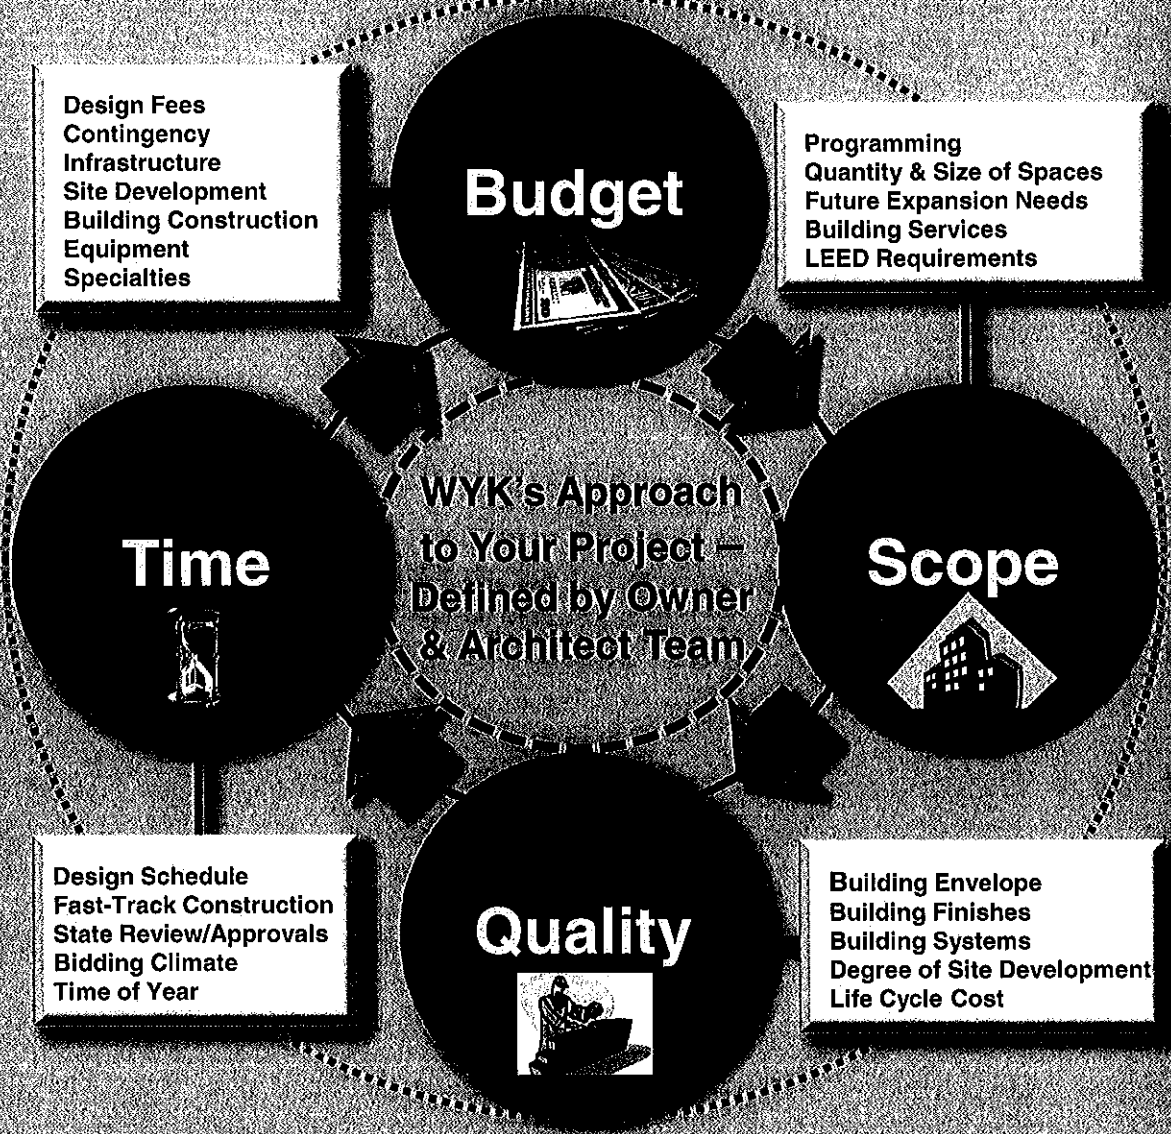 Design Fees
Contingency
Infrastructure
Site Development
Building Construction
Equipment
Specialties
Budget
Programming
Quantity & Size of Spaces
Future Expansion Needs
Building Services
LEED Requirements
WYK's Approach
to Your Project –
Defined by Owner
& Architect Team
Time
Scope
Design Schedule
Fast-Track Construction
State Review/Approvals
Bidding Climate
Time of Year
Quality
Building Envelope
Building Finishes
Building Systems
Degree of Site Development
Life Cycle Cost